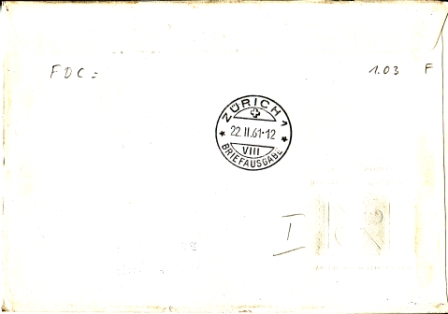 FDC =
1.03 F
ZÜRICH 1
22.II.61-12
VIII
BRIEFAUSGABE
I